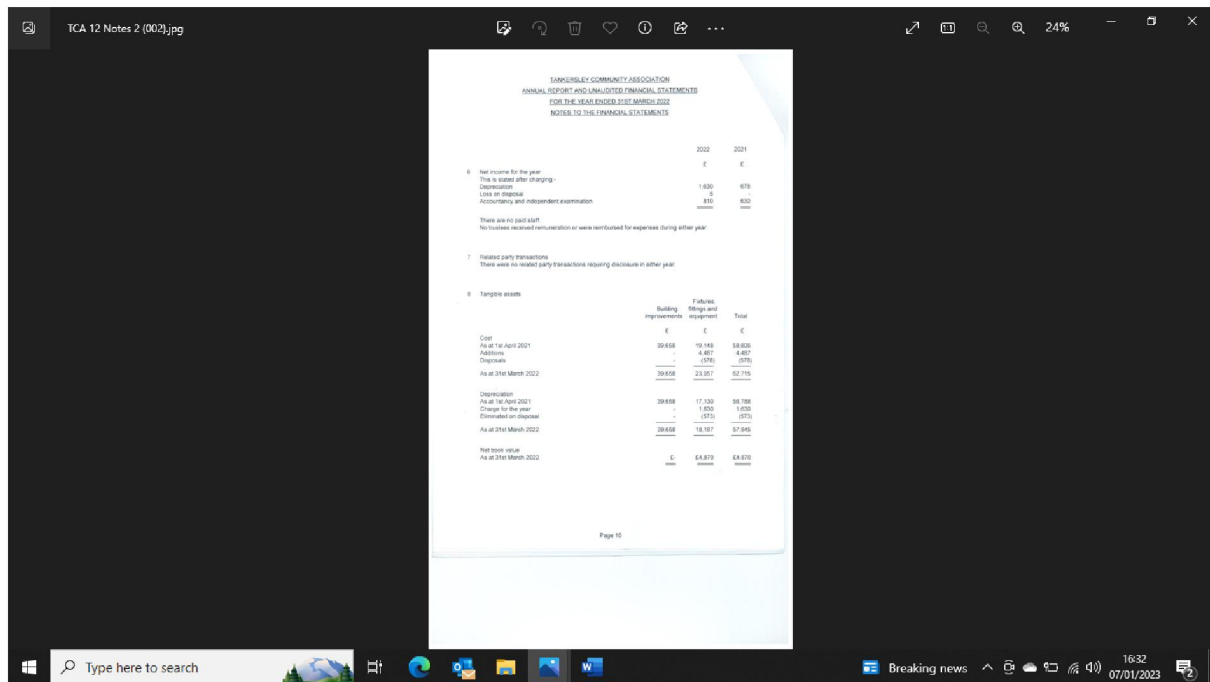 TCA 12 Notes 2 (002).jpg
24%
TANKERSLEY COMMUNITY ASSOCIATION
ANNUAL REPORT AND UNAUDITED FINANCIAL STATEMENTS
FOR THE YEAR ENDED 31ST MARCH 2022
NOTES TO THE FINANCIAL STATEMENTS
2022 2021
£ £
6 Net income for the year
This is stated after charging:-
Depreciation 1,630 678
Loss on disposal 5 -
Accountancy and independent examination 810 630
There are no paid staff.
No trustees received remuneration or were reimbursed for expenses during either year.
7 Related party transactions
There were no related party transactions requiring disclosure in either year.
8 Tangible assets
Fixtures,
Building fittings and
improvements equipment Total
£ £ £
Cost
As at 1st April 2021 39,658 19,148 58,806
Additions - 4,487 4,487
Disposals - (578) (578)
As at 31st March 2022 39,658 23,057 62,715
Depreciation
As at 1st April 2021 39,658 17,130 56,788
Charge for the year - 1,630 1,630
Eliminated on disposal - (573) (573)
As at 31st March 2022 39,658 18,187 57,845
Net book value
As at 31st March 2022 £- £4,870 £4,870
Page 10
Type here to search
Breaking news
16:32
07/01/2023
2